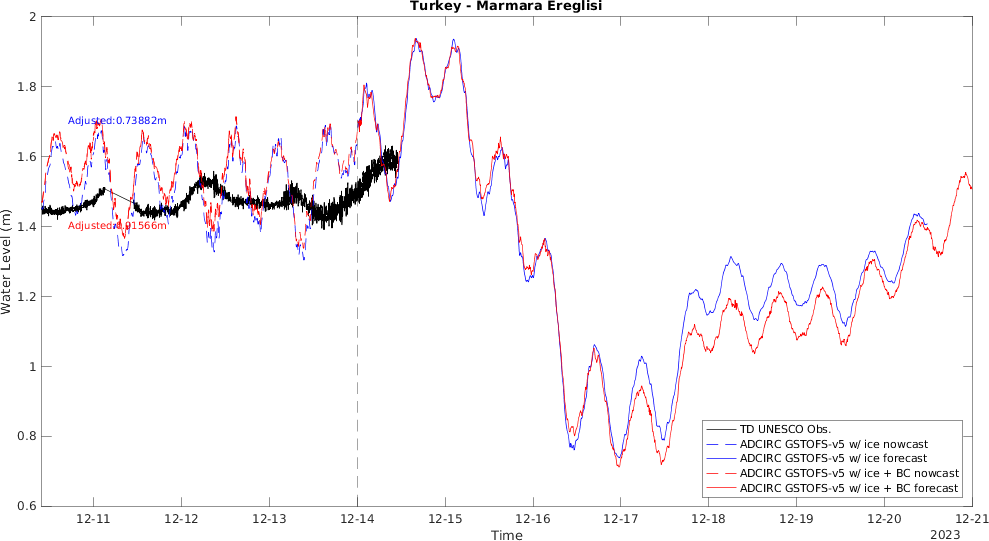 Turkey - Marmara Ereglisi
2
1.8
1.6
1.4
1.2
1
0.8
0.6
Water Level (m)
Adjusted:0.73882m
Adjusted:0.91566m
TD UNESCO Obs.
ADCIRC GSTOFS-v5 w/ ice nowcast
ADCIRC GSTOFS-v5 w/ ice forecast
ADCIRC GSTOFS-v5 w/ ice + BC nowcast
ADCIRC GSTOFS-v5 w/ ice + BC forecast
12-11 12-12 12-13 12-14 12-15 12-16 12-17 12-18 12-19 12-20 12-21
Time
2023